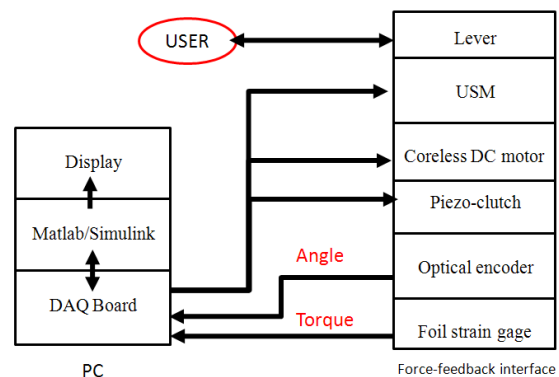 USER
Lever
USM
Coreless DC motor
Piezo-clutch
Optical encoder
Foil strain gage
Force-feedback interface
Display
Matlab/Simulink
DAQ Board
PC
Angle
Torque